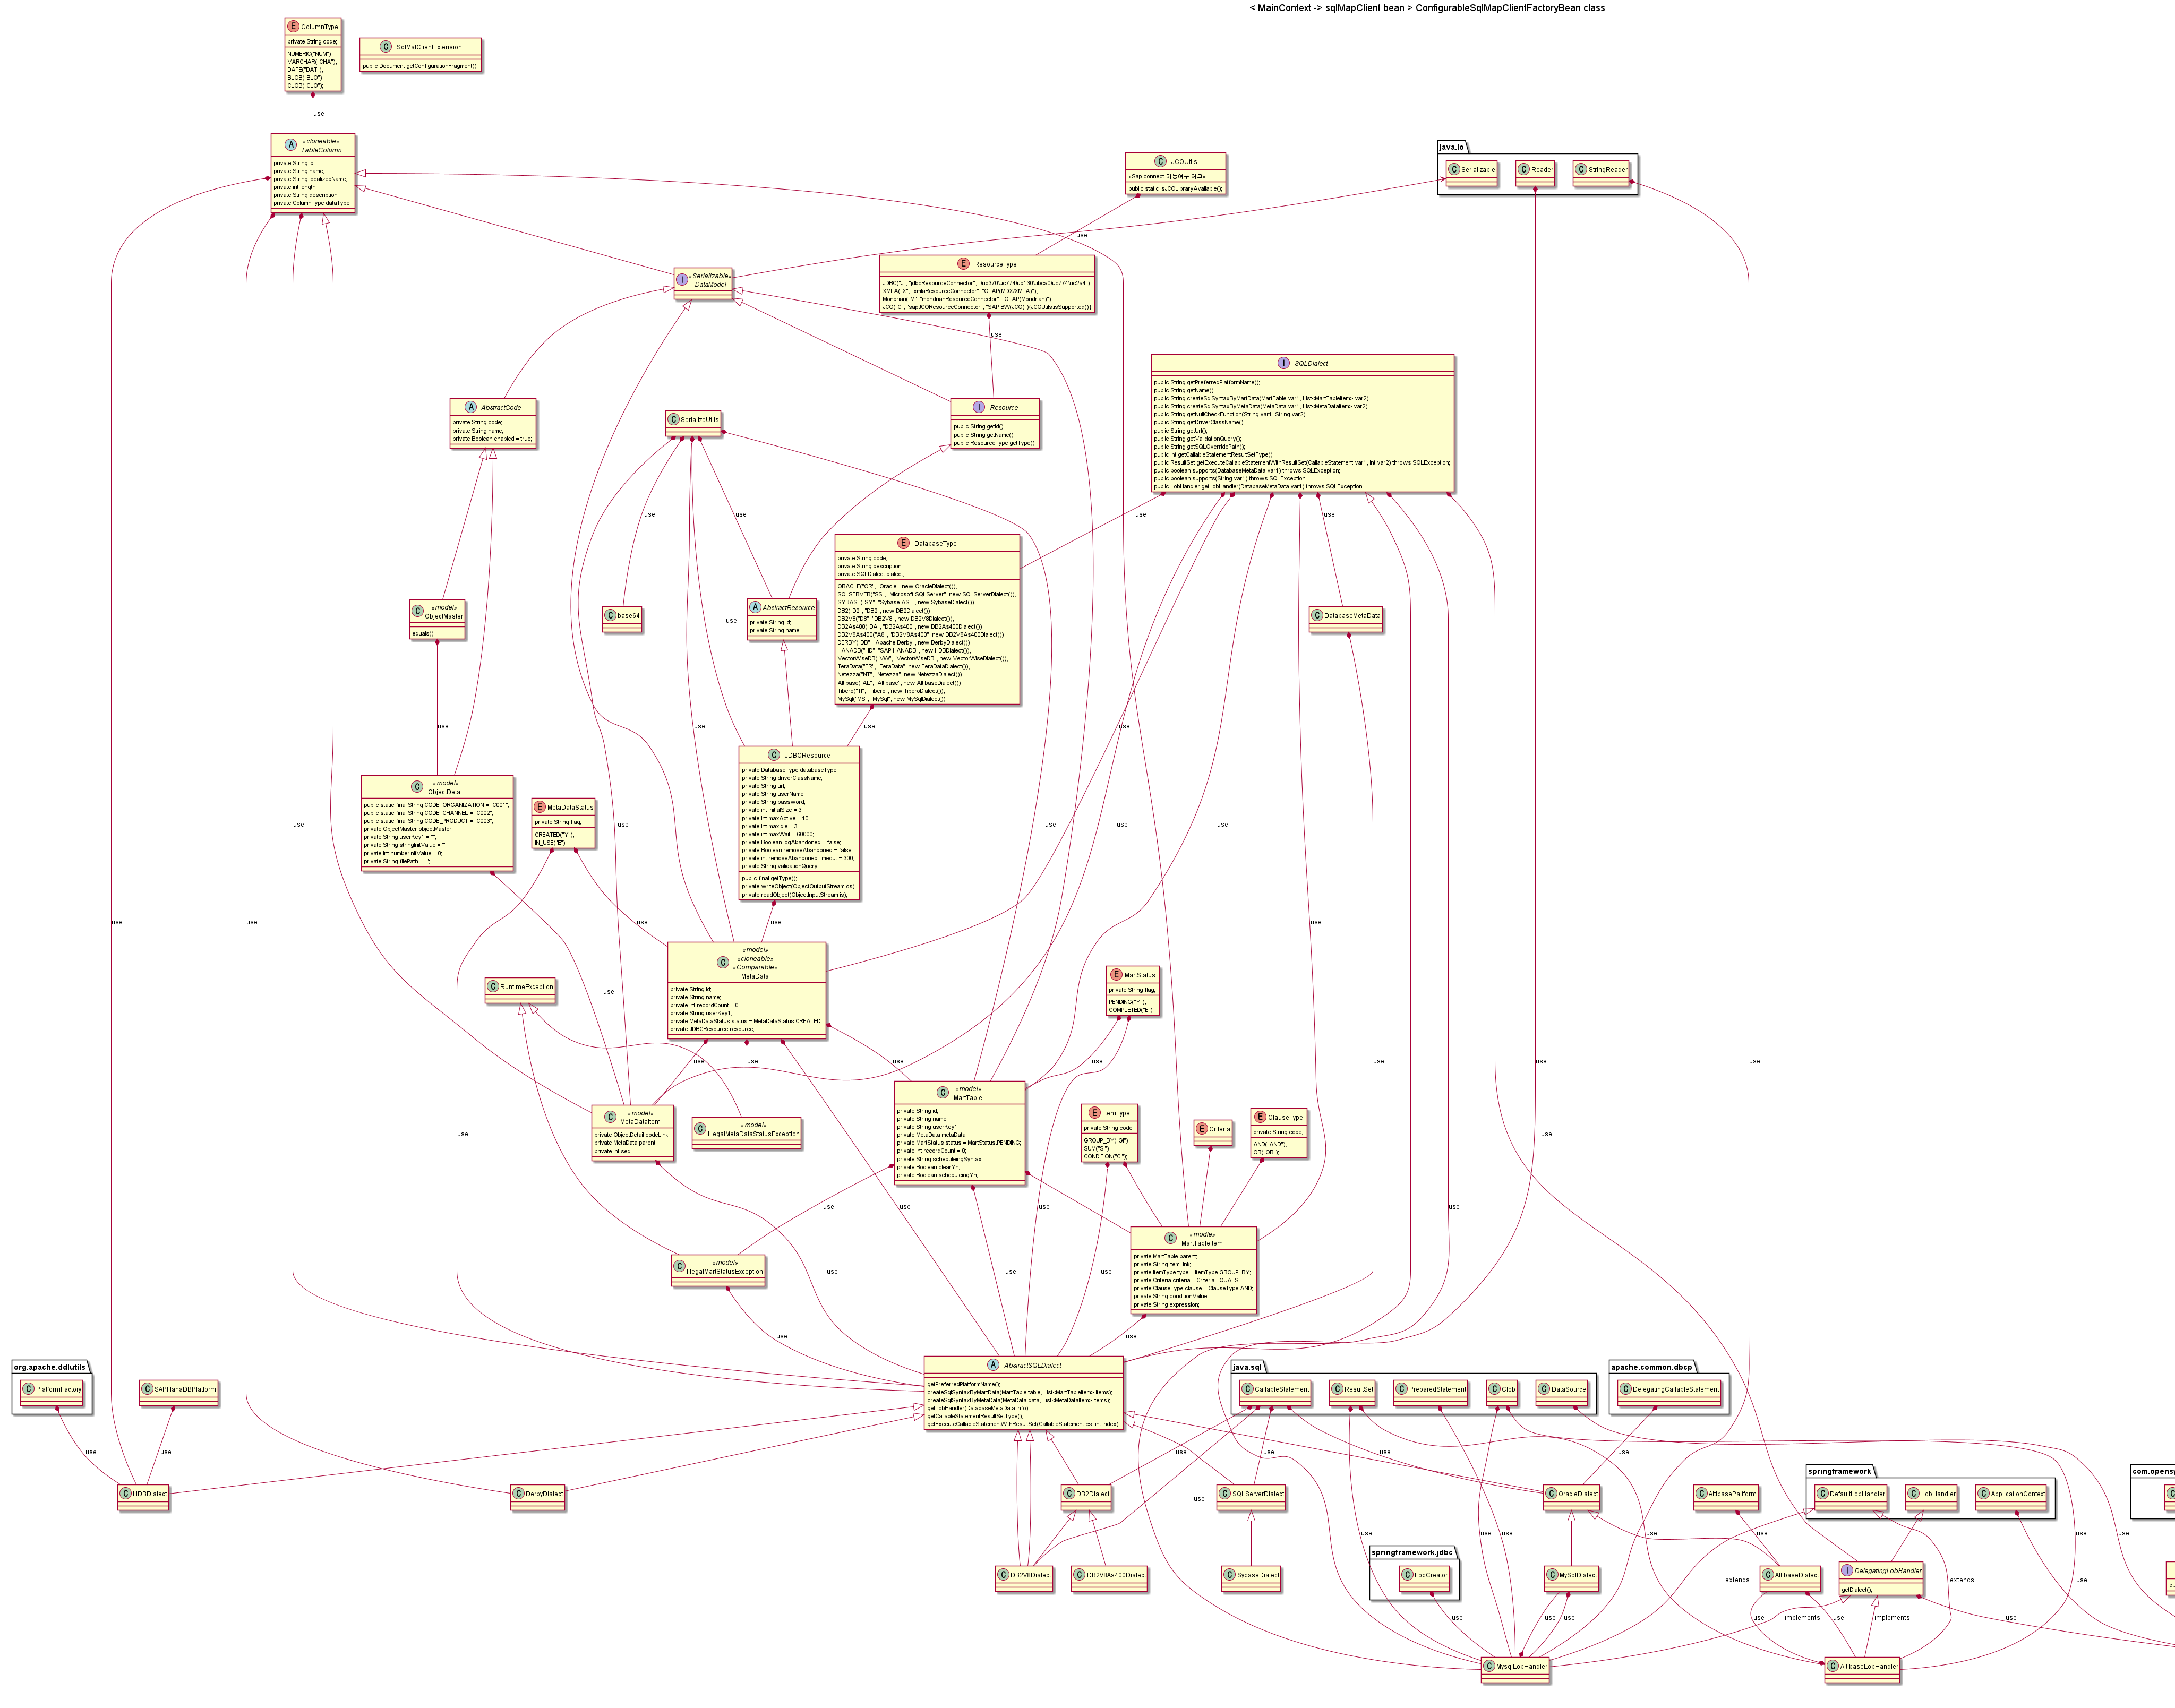 < MainContext -> sqlMapClient bean > ConfigurableSqlMapClientFactoryBean class
E ColumnType
private String code;
NUMERIC("NUM"),
VARCHAR("CHA"),
DATE("DAT"),
BLOB("BLO"),
CLOB("CLO");
C SqlMalClientExtension
public Document getConfigurationFragment();
use
A «cloneable»
TableColumn
private String id;
private String name;
private String localizedName;
private int length;
private String description;
private ColumnType dataType;
C JCOUtils
«Sap connect 가능여부 체크»
public static isJCOLibraryAvailable();
java.io
C Serializable
C Reader
C StringReader
use
I «Serializable»
DataModel
E ResourceType
JDBC("J", "jdbcResourceConnector", "\ub370\uc774\ud130\ubca0\uc774\uc2a4"),
XMLA("X", "xmlaResourceConnector", "OLAP(MDX/XMLA)"),
Mondrian("M", "mondrianResourceConnector", "OLAP(Mondrian)"),
JCO("C", "sapJCOResourceConnector", "SAP BW(JCO)"){JCOUtils.isSupported()}
use
I SQLDialect
public String getPreferredPlatformName();
public String getName();
public String createSqlSyntaxByMartData(MartTable var1, List<MartTableItem> var2);
public String createSqlSyntaxByMetaData(MetaData var1, List<MetaDataItem> var2);
public String getNullCheckFunction(String var1, String var2);
public String getDriverClassName();
public String getUrl();
public String getValidationQuery();
public String getSQLOverridePath();
public int getCallableStatementResultSetType();
public ResultSet getExecuteCallableStatementWithResultSet(CallableStatement var1, int var2) throws SQLException;
public boolean supports(DatabaseMetaData var1) throws SQLException;
public boolean supports(String var1) throws SQLException;
public LobHandler getLobHandler(DatabaseMetaData var1) throws SQLException;
A AbstractCode
private String code;
private String name;
private Boolean enabled = true;
C SerializeUtils
I Resource
public String getId();
public String getName();
public ResourceType getType();
use
use
use
use
E DatabaseType
private String code;
private String description;
private SQLDialect dialect;
ORACLE("OR", "Oracle", new OracleDialect()),
SQLSERVER("SS", "Microsoft SQLServer", new SQLServerDialect()),
SYBASE("SY", "Sybase ASE", new SybaseDialect()),
DB2("D2", "DB2", new DB2Dialect()),
DB2V8("D8", "DB2V8", new DB2V8Dialect()),
DB2As400("DA", "DB2As400", new DB2As400Dialect()),
DB2V8As400("A8", "DB2V8As400", new DB2V8As400Dialect()),
DERBY("DB", "Apache Derby", new DerbyDialect()),
HANADB("HD", "SAP HANADB", new HDBDialect()),
VectorWiseDB("VW", "VectorWiseDB", new VectorWiseDialect()),
TeraData("TR", "TeraData", new TeraDataDialect()),
Netezza("NT", "Netezza", new NetezzaDialect()),
Altibase("AL", "Altibase", new AltibaseDialect()),
Tibero("TI", "Tibero", new TiberoDialect()),
MySql("MS", "MySql", new MySqlDialect());
C «model»
ObjectMaster
equals();
C base64
A AbstractResource
private String id;
private String name;
C DatabaseMetaData
use
use
use
use
use
use
C JDBCResource
private DatabaseType databaseType;
private String driverClassName;
private String url;
private String userName;
private String password;
private int initialSize = 3;
private int maxActive = 10;
private int maxIdle = 3;
private int maxWait = 60000;
private Boolean logAbandoned = false;
private Boolean removeAbandoned = false;
private int removeAbandonedTimeout = 300;
private String validationQuery;
public final getType();
private writeObject(ObjectOutputStream os);
private readObject(ObjectInputStream is);
C «model»
ObjectDetail
public static final String CODE_ORGANIZATION = "C001";
public static final String CODE_CHANNEL = "C002";
public static final String CODE_PRODUCT = "C003";
private ObjectMaster objectMaster;
private String userKey1 = "";
private String stringInitValue = "";
private int numberInitValue = 0;
private String filePath = "";
E MetaDataStatus
private String flag;
CREATED("Y"),
IN_USE("E");
use
use
use
use
use
use
use
use
use
use
C «model»
«cloneable»
«Comparable»
MetaData
private String id;
private String name;
private int recordCount = 0;
private String userKey1;
private MetaDataStatus status = MetaDataStatus.CREATED;
private JDBCResource resource;
C RuntimeException
E MartStatus
private String flag;
PENDING("Y"),
COMPLETED("E");
use
use
use
use
use
use
use
use
use
C «model»
MetaDataItem
private ObjectDetail codeLink;
private MetaData parent;
private int seq;
C «model»
IllegalMetaDataStatusException
C «model»
MartTable
private String id;
private String name;
private String userKey1;
private MetaData metaData;
private MartStatus status = MartStatus.PENDING;
private int recordCount = 0;
private String scheduleingSyntax;
private Boolean clearYn;
private Boolean scheduleingYn;
E ItemType
private String code;
GROUP_BY("GI"),
SUM("SI"),
CONDITION("CI");
E Criteria
E ClauseType
private String code;
AND("AND"),
OR("OR");
use
use
use
use
use
C «model»
IllegalMartStatusException
C «modle»
MartTableItem
private MartTable parent;
private String itemLink;
private ItemType type = ItemType.GROUP_BY;
private Criteria criteria = Criteria.EQUALS;
private ClauseType clause = ClauseType.AND;
private String conditionValue;
private String expression;
use
use
use
use
use
org.apache.ddlutils
C PlatformFactory
C SAPHanaDBPlatform
A AbstractSQLDialect
getPreferredPlatformName();
createSqlSyntaxByMartData(MartTable table, List<MartTableItem> items);
createSqlSyntaxByMetaData(MetaData data, List<MetaDataItem> items);
getLobHandler(DatabaseMetaData info);
getCallableStatementResultSetType();
getExecuteCallableStatementWithResultSet(CallableStatement cs, int index);
java.sql
C CallableStatement
C ResultSet
C PreparedStatement
C Clob
C DataSource
apache.common.dbcp
C DelegatingCallableStatement
use
use
use
use
use
use
C HDBDialect
C DerbyDialect
C DB2Dialect
use
C SQLServerDialect
C OracleDialect
C AltibasePaltform
springframework
C DefaultLobHandler
C LobHandler
C ApplicationContext
com.opensy
use
use
use
use
use
use
springframework.jdbc
C LobCreator
C DB2V8Dialect
C DB2V8As400Dialect
C SybaseDialect
C MySqlDialect
C AltibaseDialect
I DelegatingLobHandler
getDialect();
extends
extends
use
use
use
use
use
use
implements
implements
use
C MysqlLobHandler
C AltibaseLobHandler